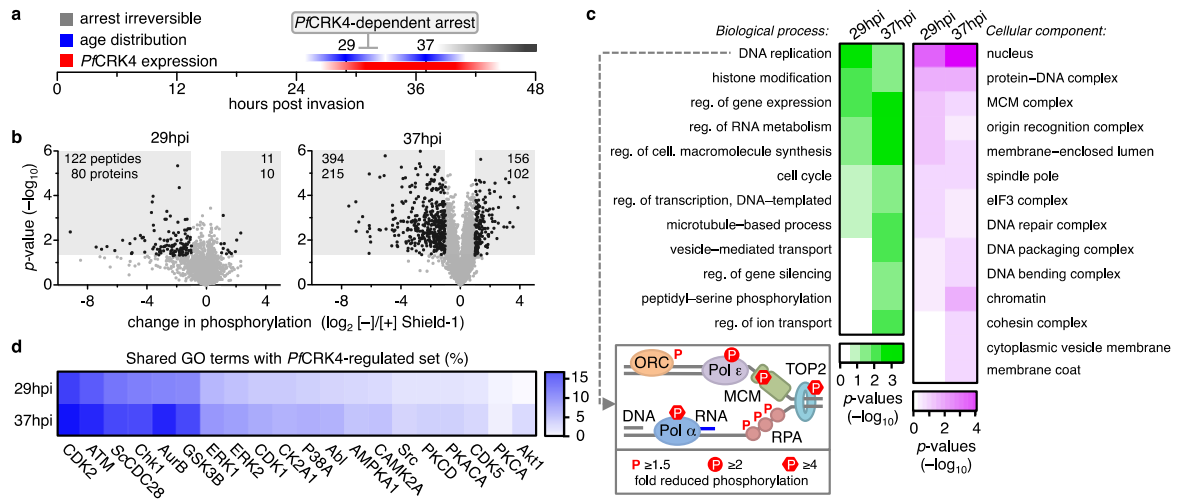 a
arrest irreversible
age distribution
PfCRK4 expression
PfCRK4-dependent arrest
29
37
0
12
24
36
48
hours post invasion
b
29hpi
37hpi
p-value (−log10)
6
4
2
0
122 peptides
80 proteins
11
10
-8
-4
0
4
6
4
2
0
394
215
156
102
-8
-4
0
4
change in phosphorylation (log2 [−]/[+] Shield-1)
c
Biological process:
29hpi
37hpi
29hpi
37hpi
Cellular component:
DNA replication
histone modification
reg. of gene expression
reg. of RNA metabolism
reg. of cell. macromolecule synthesis
cell cycle
reg. of transcription, DNA−templated
microtubule−based process
vesicle−mediated transport
reg. of gene silencing
peptidyl−serine phosphorylation
reg. of ion transport
nucleus
protein−DNA complex
MCM complex
origin recognition complex
membrane−enclosed lumen
spindle pole
eIF3 complex
DNA repair complex
DNA packaging complex
DNA bending complex
chromatin
cohesin complex
cytoplasmic vesicle membrane
membrane coat
0 1 2 3
p-values
(−log10)
0 2 4
p-values
(−log10)
ORC
P
P
Pol ε
P
MCM
TOP2
P
DNA
P
RNA
Pol α
P
P
P
RPA
P ≥1.5
P ≥2
P ≥4
fold reduced phosphorylation
d
Shared GO terms with PfCRK4-regulated set (%)
29hpi
37hpi
15
10
5
0
CDK2
ATM
ScCDC28
Chk1
AurB
GSK3B
ERK1
ERK2
CDK1
CK2A1
P38A
Abl
AMPKA1
CAMK2A
Src
PKCD
PKACA
CDK5
PKCA
Akt1